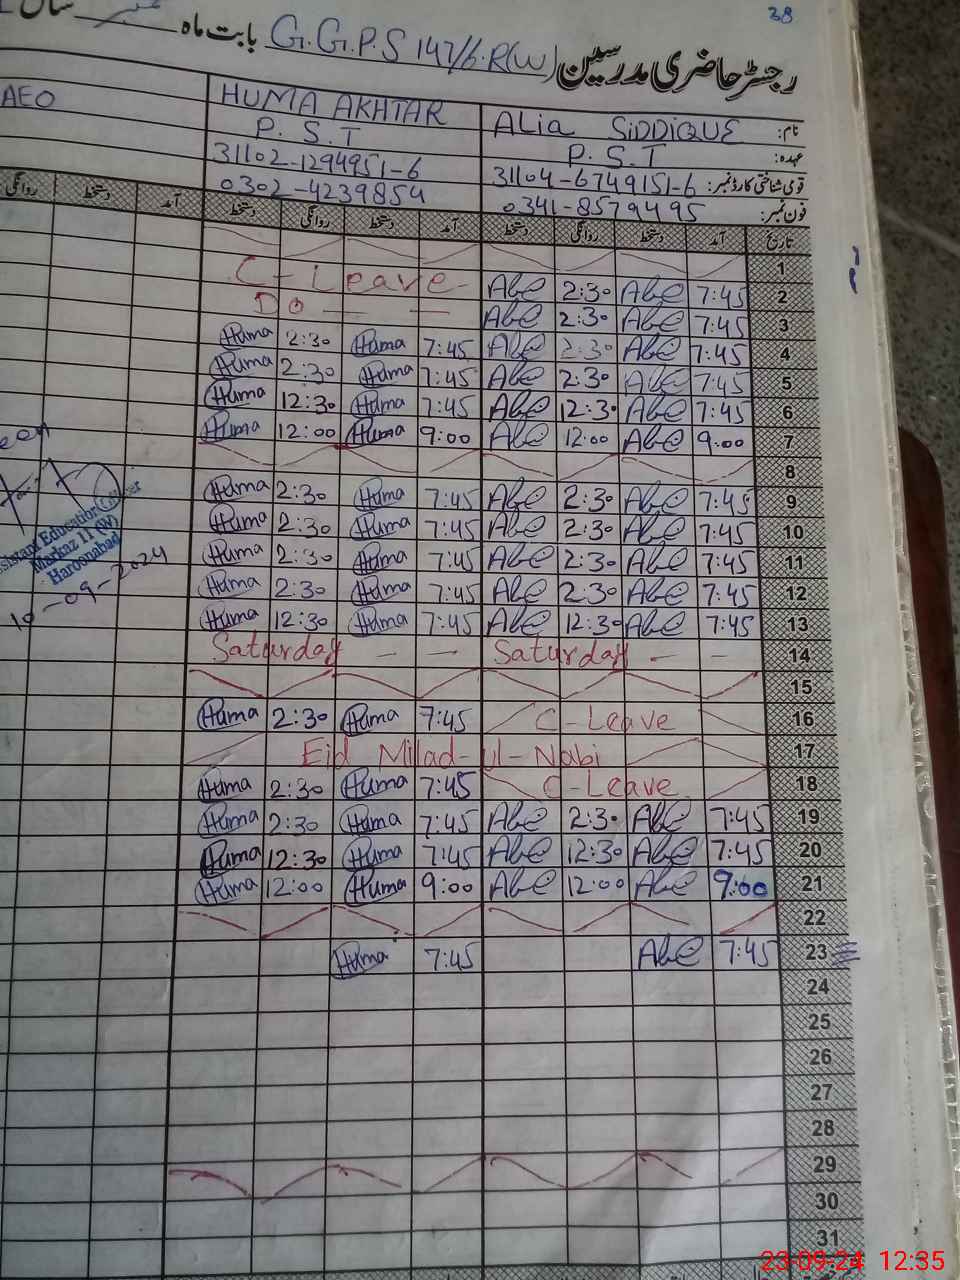 38
رجسٹر حاضری مدرسین G.G.P.S 147/6.R(W) بابت ماہ ستمبر سال
نام: ALia SiDDiQUE HUMA AKHTAR AEO
عہدہ: P.S.T P.S.T
قومی شناختی کارڈ نمبر: 31104-6749151-6 31102-1294951-6
فون نمبر: 0341-8579495 0302-4239854
تاریخ آمد دستخط روانگی دستخط آمد دستخط روانگی دستخط آمد دستخط روانگی
1
C-Leave- Abe 2:30 Abe 7:45 2
Do — — Abe 2:30 Abe 7:45 3
Huma 2:30 Huma 7:45 Abe 2:30 Abe 7:45 4
Huma 2:30 Huma 7:45 Abe 2:30 Abe 7:45 5
Huma 12:30 Huma 7:45 Abe 12:30 Abe 7:45 6
Huma 12:00 Huma 9:00 Abe 12:00 Abe 9:00 7
8
Huma 2:30 Huma 7:45 Abe 2:30 Abe 7:45 9
Huma 2:30 Huma 7:45 Abe 2:30 Abe 7:45 10
Huma 2:30 Huma 7:45 Abe 2:30 Abe 7:45 11
Huma 2:30 Huma 7:45 Abe 2:30 Abe 7:45 12
Huma 12:30 Huma 7:45 Abe 12:30 Abe 7:45 13
Saturday — — Saturday — — 14
15
Huma 2:30 Huma 7:45 C-Leave 16
Eid Milad-ul-Nabi 17
Huma 2:30 Huma 7:45 C-Leave 18
Huma 2:30 Huma 7:45 Abe 2:30 Abe 7:45 19
Huma 12:30 Huma 7:45 Abe 12:30 Abe 7:45 20
Huma 12:00 Huma 9:00 Abe 12:00 Abe 9:00 21
22
Huma 7:45 Abe 7:45 23
24
25
26
27
28
29
30
31
Assistant Education Officer
Markaz 11 (W)
Haroonabad
10-09-2024
23-09-24 12:35